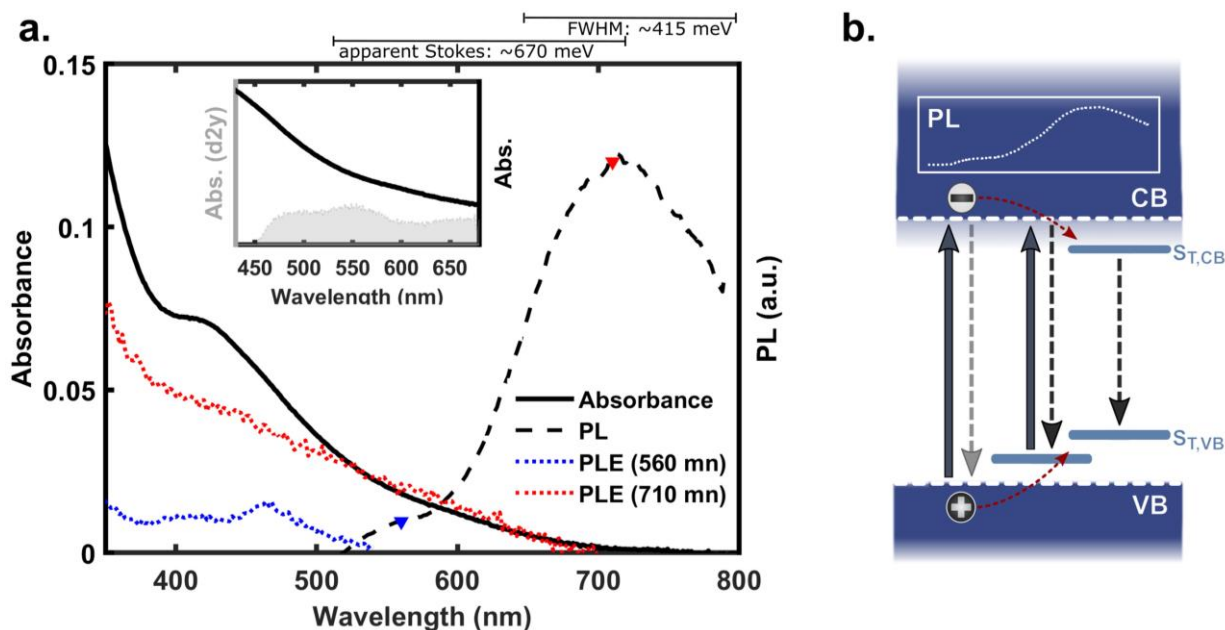 a.
FWHM: ~415 meV
apparent Stokes: ~670 meV
0.15
0.1
0.05
0
Absorbance
400
500
600
700
800
Wavelength (nm)
PL (a.u.)
Abs. (d2y)
Abs.
450
500
550
600
650
Wavelength (nm)
Absorbance
PL
PLE (560 mn)
PLE (710 mn)
b.
PL
CB
S_T,CB
S_T,VB
VB